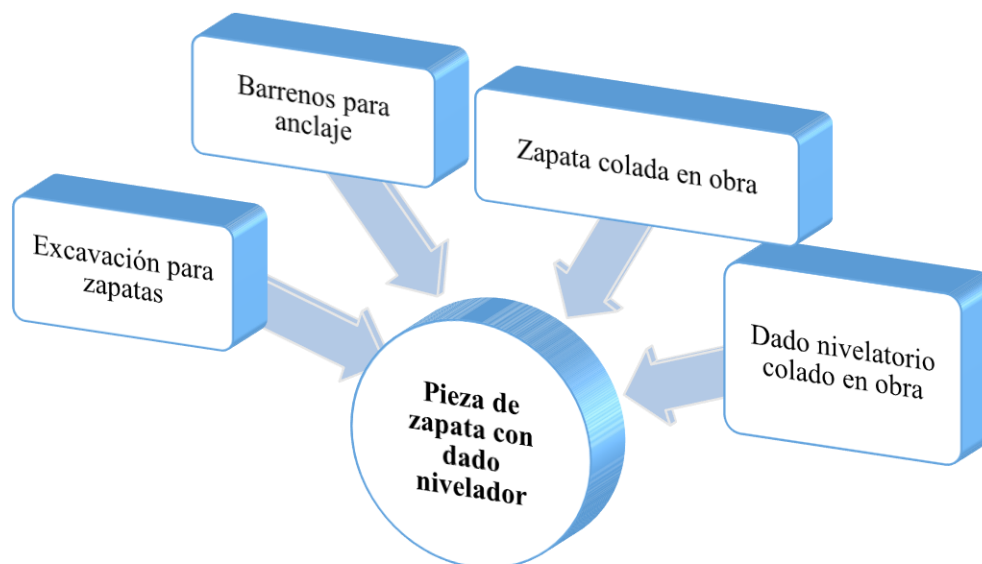 Barrenos para
anclaje
Zapata colada en obra
Excavación para
zapatas
Dado nivelatorio
colado en obra
Pieza de
zapata con
dado
nivelador